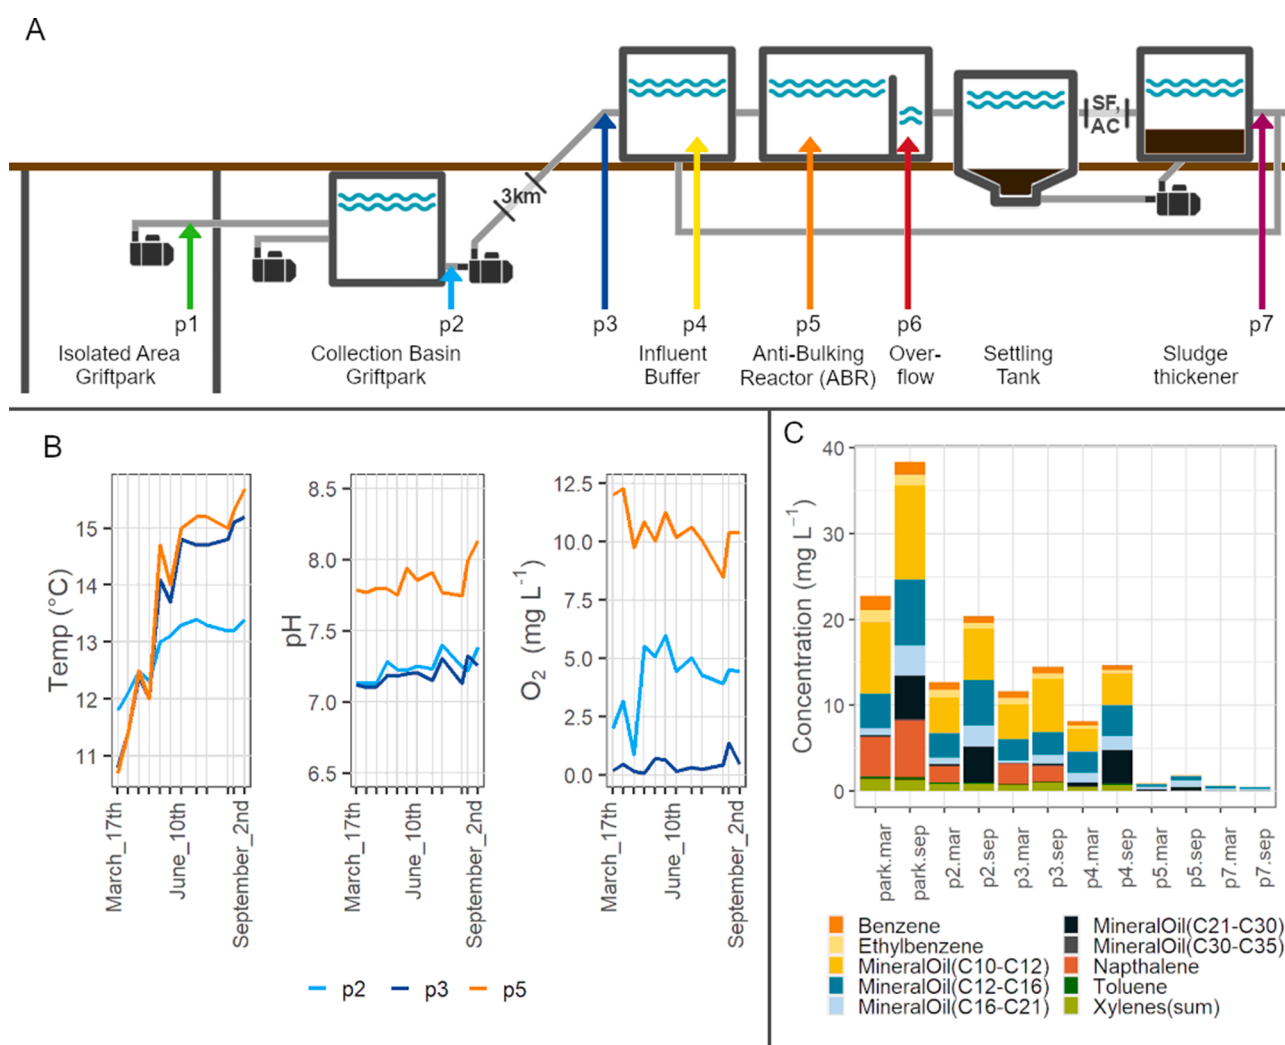 A
SF,
AC
3km
p1
p2
p3
p4
p5
p6
p7
Isolated Area
Griftpark
Collection Basin
Griftpark
Influent
Buffer
Anti-Bulking
Reactor (ABR)
Over-
flow
Settling
Tank
Sludge
thickener
B
Temp (°C)
15
14
13
12
11
March_17th
June_10th
September_2nd
pH
8.5
8.0
7.5
7.0
6.5
March_17th
June_10th
September_2nd
O2 (mg L-1)
12.5
10.0
7.5
5.0
2.5
0.0
March_17th
June_10th
September_2nd
p2
p3
p5
C
Concentration (mg L-1)
40
30
20
10
0
park.mar
park.sep
p2.mar
p2.sep
p3.mar
p3.sep
p4.mar
p4.sep
p5.mar
p5.sep
p7.mar
p7.sep
Benzene
Ethylbenzene
MineralOil(C10-C12)
MineralOil(C12-C16)
MineralOil(C16-C21)
MineralOil(C21-C30)
MineralOil(C30-C35)
Napthalene
Toluene
Xylenes(sum)